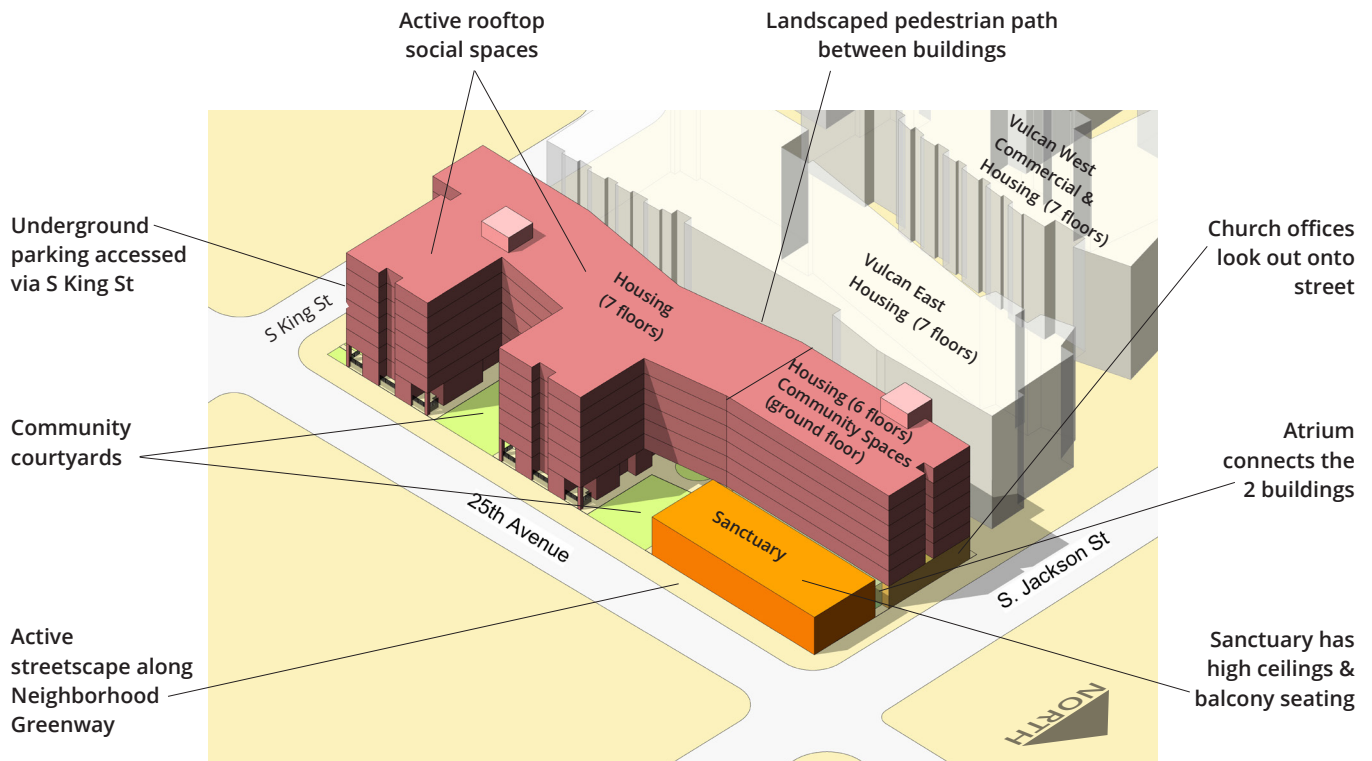 Active rooftop
social spaces
Landscaped pedestrian path
between buildings
Underground
parking accessed
via S King St
Community
courtyards
Active
streetscape along
Neighborhood
Greenway
Church offices
look out onto
street
Atrium
connects the
2 buildings
Sanctuary has
high ceilings &
balcony seating
Vulcan West
Commercial &
Housing (7 floors)
Vulcan East
Housing (7 floors)
Housing
(7 floors)
Housing (6 floors)
Community Spaces
(ground floor)
S King St
Sanctuary
25th Avenue
S. Jackson St
NORTH